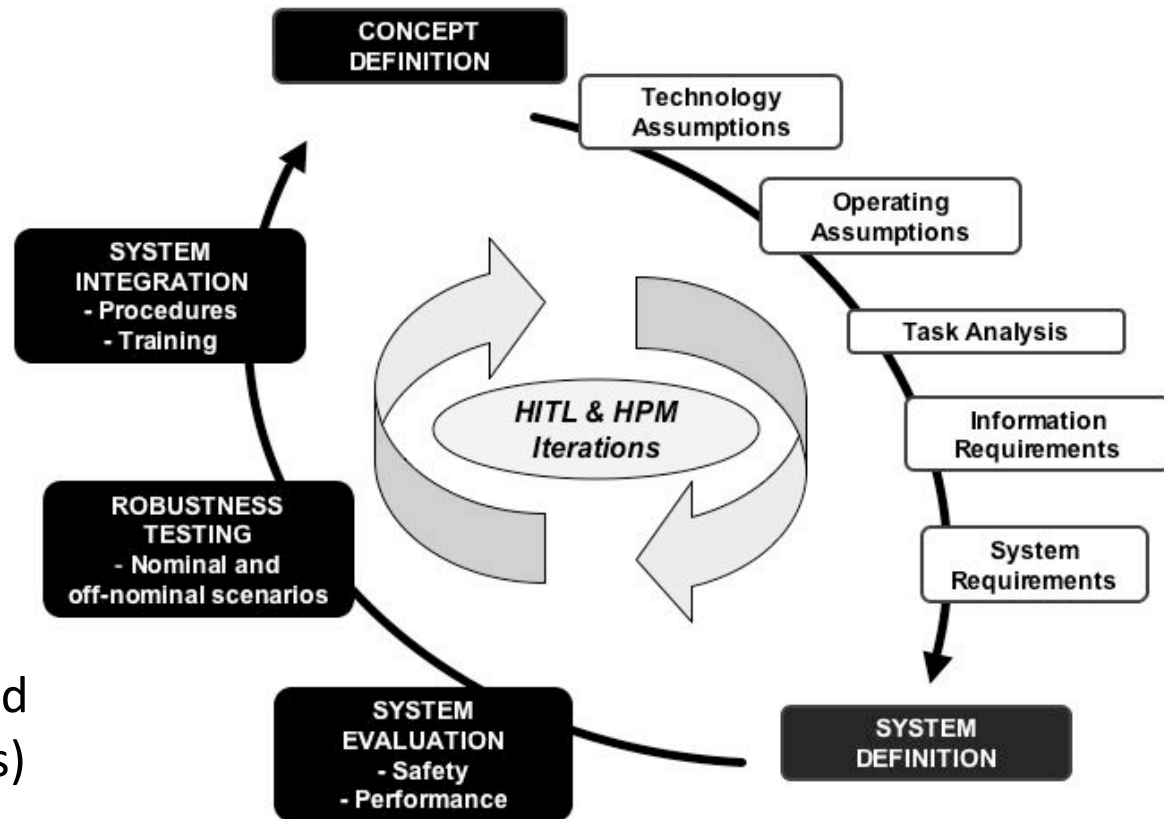 CONCEPT
DEFINITION
Technology
Assumptions
Operating
Assumptions
Task Analysis
Information
Requirements
System
Requirements
SYSTEM
DEFINITION
SYSTEM
EVALUATION
- Safety
- Performance
ROBUSTNESS
TESTING
- Nominal and
off-nominal scenarios
SYSTEM
INTEGRATION
- Procedures
- Training
HITL & HPM
Iterations
d
s)